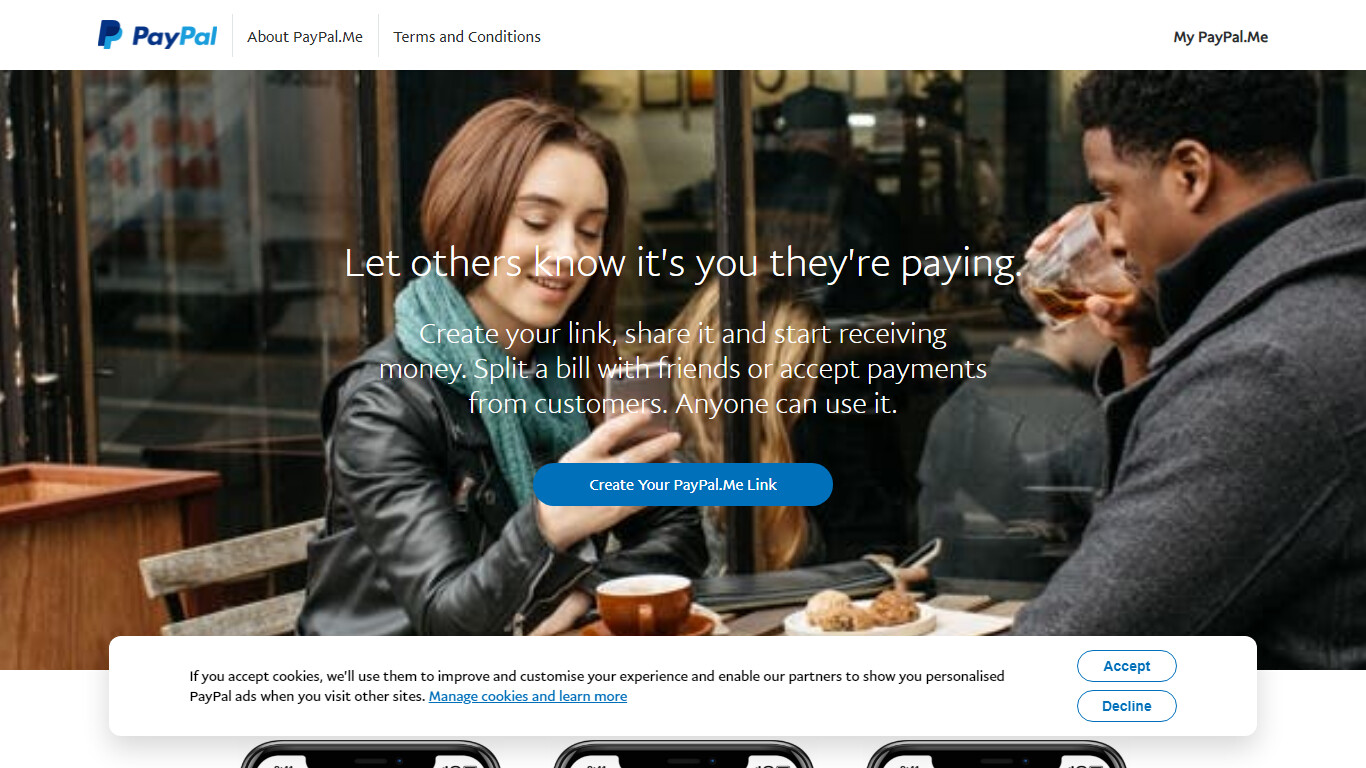 PayPal
About PayPal.Me
Terms and Conditions
My PayPal.Me
Let others know it's you they're paying.
Create your link, share it and start receiving
money. Split a bill with friends or accept payments
from customers. Anyone can use it.
Create Your PayPal.Me Link
If you accept cookies, we'll use them to improve and customise your experience and enable our partners to show you personalised
PayPal ads when you visit other sites. Manage cookies and learn more
Accept
Decline